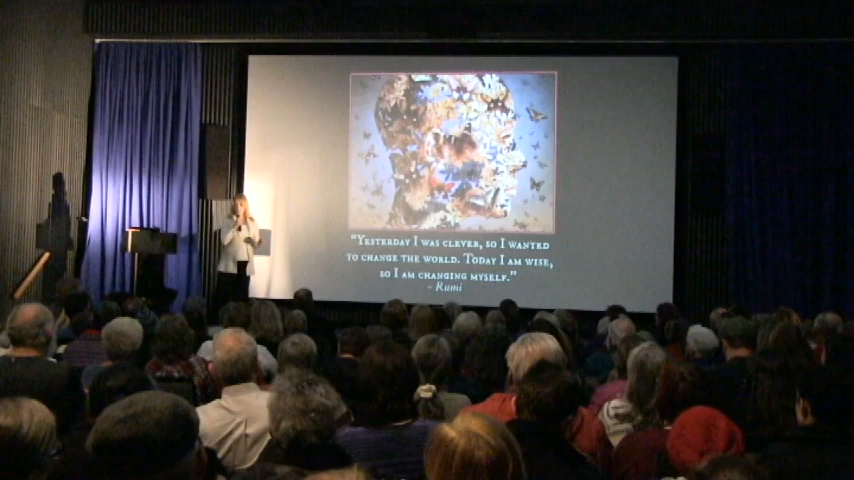 "Yesterday I was clever, so I wanted
to change the world. Today I am wise,
so I am changing myself."
- Rumi